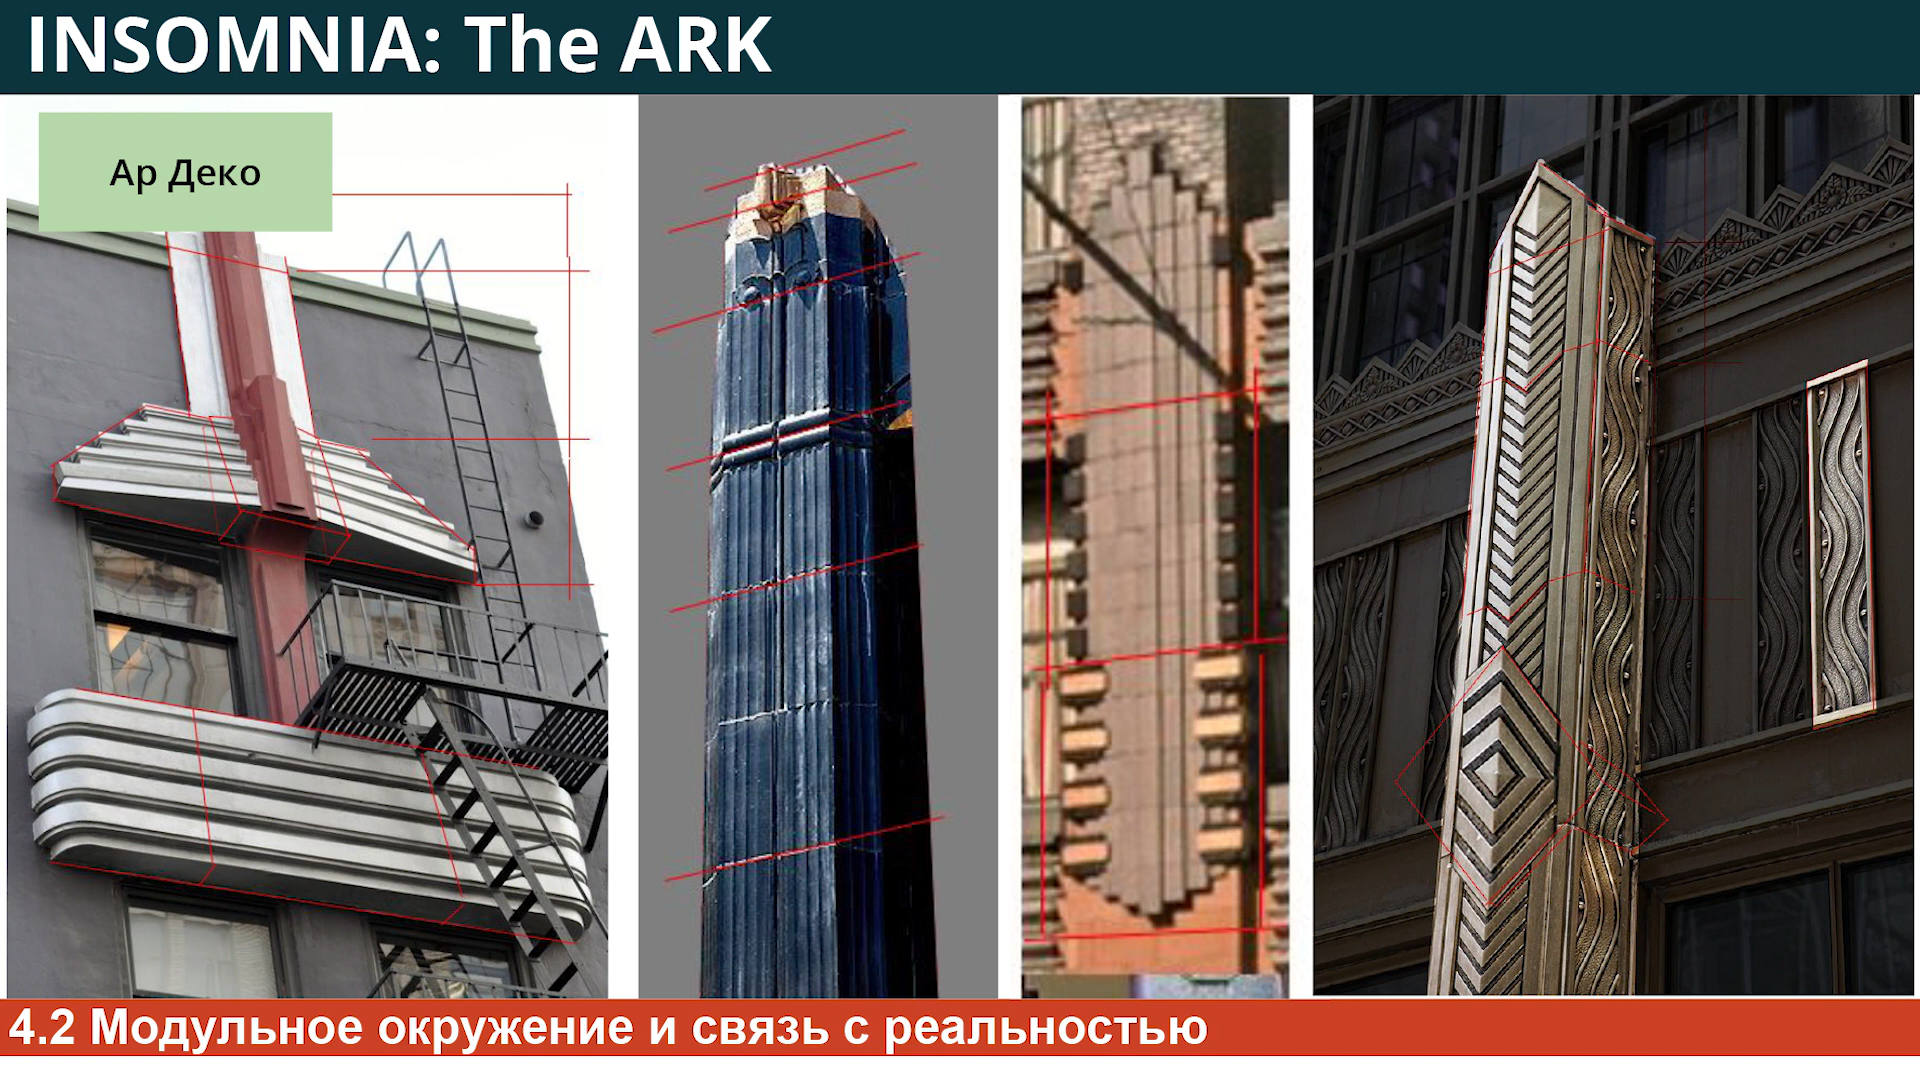 INSOMNIA: The ARK
Ар Деко
4.2 Модульное окружение и связь с реальностью